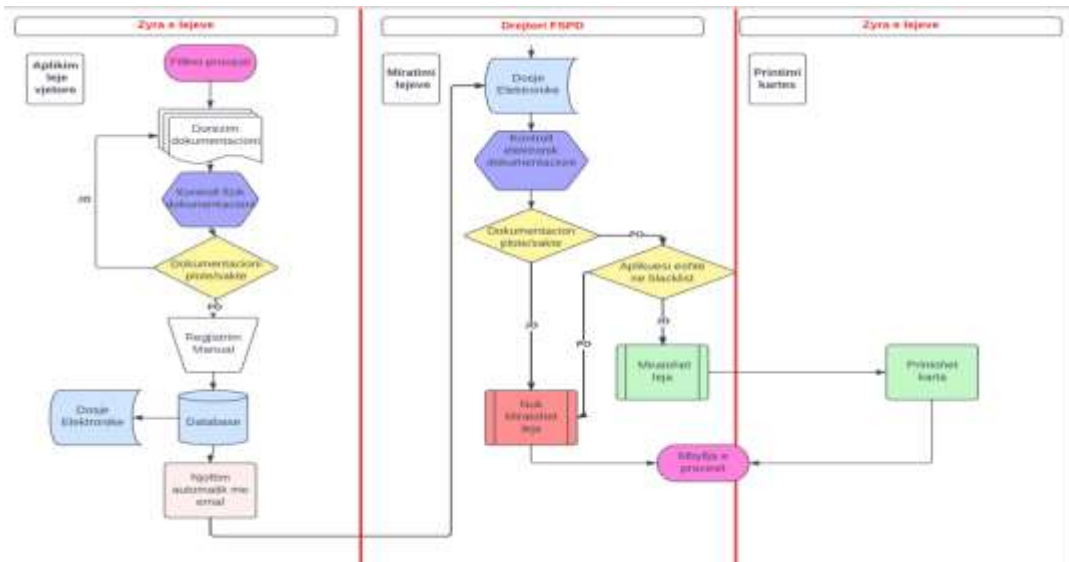 Zyra e lejeve
Drejtori FSPD
Zyra e lejeve
Aplikim
leje
vjetore
Fillimi procesit
Dorezim
dokumentacioni
JO
Kontroll fizik
dokumentacioni
Dokumentacioni
plote/sakte
PO
Regjistrim
Manual
Dosje
Elektronike
Database
Njoftim
automatik me
email
Miratimi
lejeve
Dosje
Elektronike
Kontroll
elektronik
dokumentacioni
Dokumentacion
plote/sakte
PO
Aplikuesi eshte
ne blacklist
JO
PO
JO
Miratohet
leja
Nuk
Miratohet
leja
Mbyllja e
procesit
Printimi
kartes
Printohet
karta